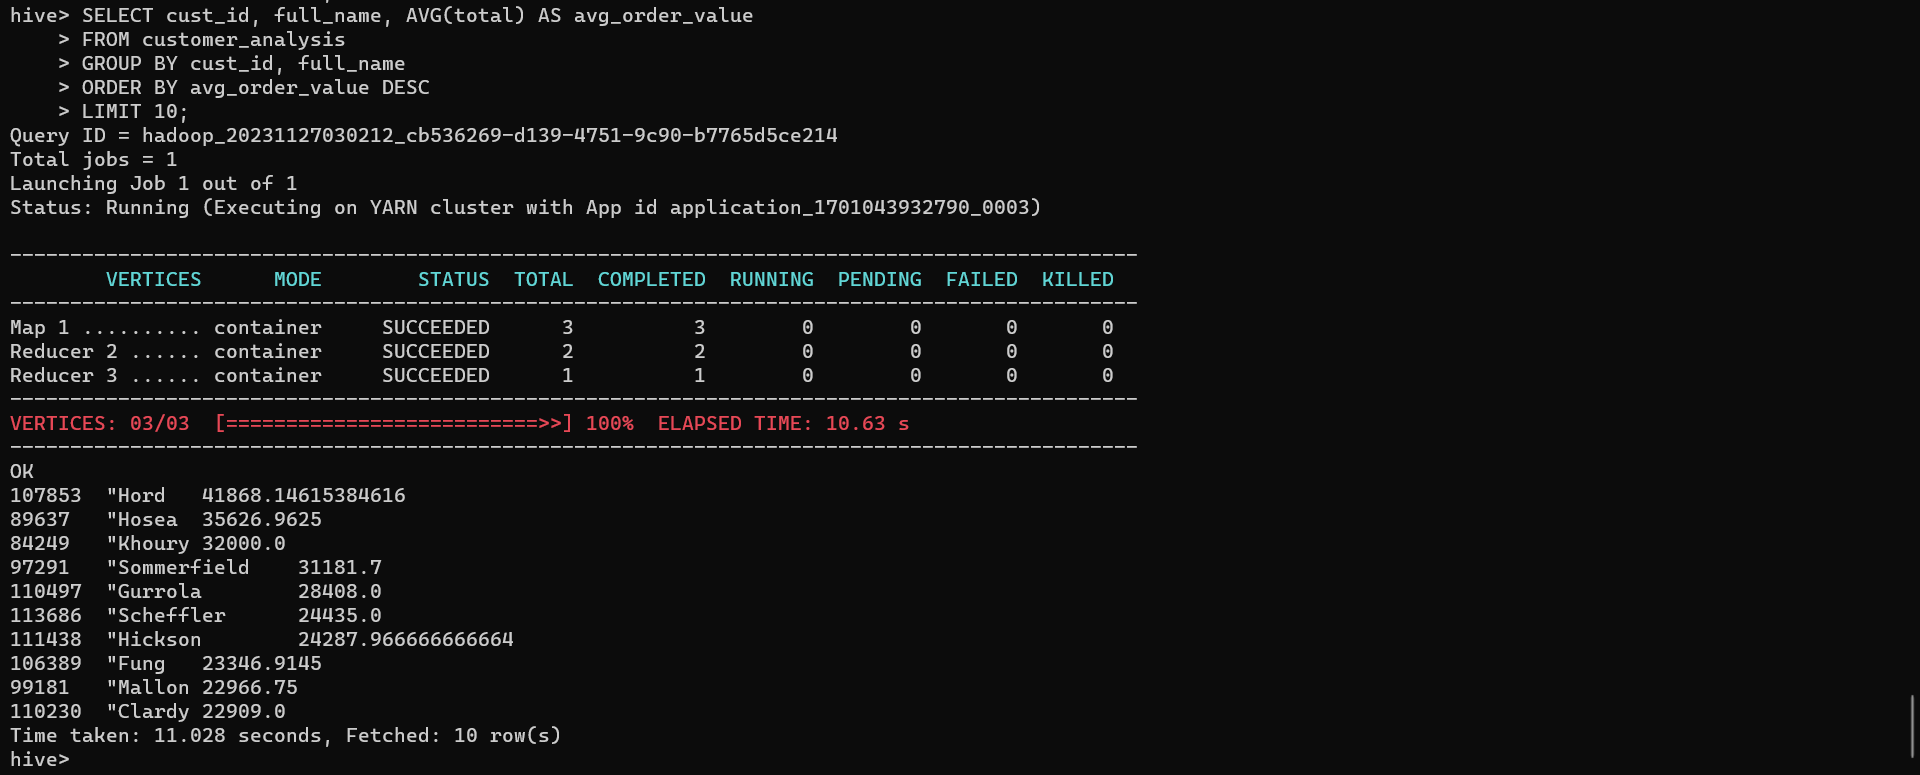 hive> SELECT cust_id, full_name, AVG(total) AS avg_order_value
    > FROM customer_analysis
    > GROUP BY cust_id, full_name
    > ORDER BY avg_order_value DESC
    > LIMIT 10;
Query ID = hadoop_20231127030212_cb536269-d139-4751-9c90-b7765d5ce214
Total jobs = 1
Launching Job 1 out of 1
Status: Running (Executing on YARN cluster with App id application_1701043932790_0003)

----------------------------------------------------------------------------------------------
        VERTICES      MODE        STATUS  TOTAL  COMPLETED  RUNNING  PENDING  FAILED  KILLED
----------------------------------------------------------------------------------------------
Map 1 .......... container     SUCCEEDED      3          3        0        0       0       0
Reducer 2 ...... container     SUCCEEDED      2          2        0        0       0       0
Reducer 3 ...... container     SUCCEEDED      1          1        0        0       0       0
----------------------------------------------------------------------------------------------
VERTICES: 03/03  [==========================>>] 100%  ELAPSED TIME: 10.63 s
----------------------------------------------------------------------------------------------
OK
107853  "Hord   41868.14615384616
89637   "Hosea  35626.9625
84249   "Khoury 32000.0
97291   "Sommerfield    31181.7
110497  "Gurrola        28408.0
113686  "Scheffler      24435.0
111438  "Hickson        24287.966666666664
106389  "Fung   23346.9145
99181   "Mallon 22966.75
110230  "Clardy 22909.0
Time taken: 11.028 seconds, Fetched: 10 row(s)
hive>